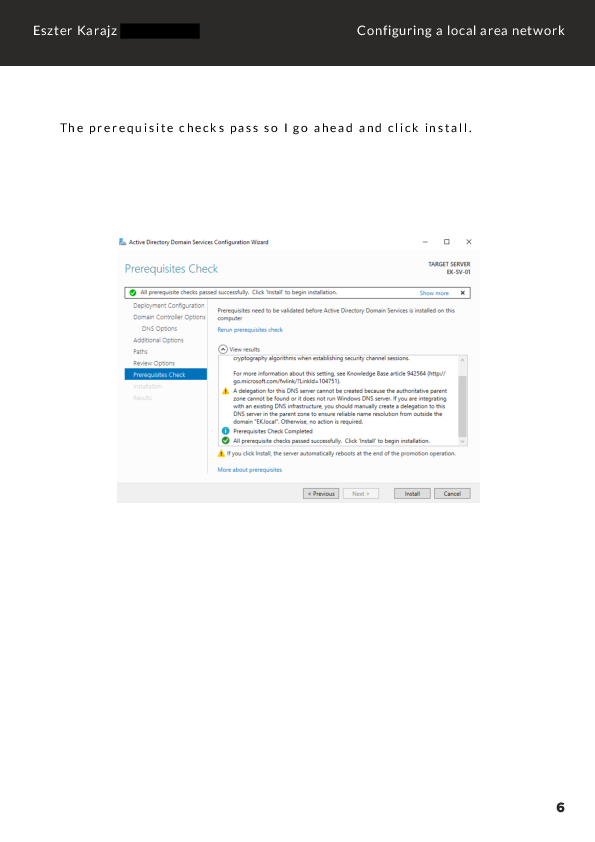 Eszter Karajz
Configuring a local area network
The prerequisite checks pass so I go ahead and click install.
Active Directory Domain Services Configuration Wizard
Prerequisites Check
TARGET SERVER
EK-SV-01
All prerequisite checks passed successfully. Click 'Install' to begin installation.
Show more
Deployment Configuration
Domain Controller Options
DNS Options
Additional Options
Paths
Review Options
Prerequisites Check
Installation
Results
Prerequisites need to be validated before Active Directory Domain Services is installed on this
computer
Rerun prerequisites check
View results
cryptography algorithms when establishing security channel sessions.
For more information about this setting, see Knowledge Base article 942564 (http://
go.microsoft.com/fwlink/?LinkId=104751).
A delegation for this DNS server cannot be created because the authoritative parent
zone cannot be found or it does not run Windows DNS server. If you are integrating
with an existing DNS infrastructure, you should manually create a delegation to this
DNS server in the parent zone to ensure reliable name resolution from outside the
domain "EK.local". Otherwise, no action is required.
Prerequisites Check Completed
All prerequisite checks passed successfully. Click 'Install' to begin installation.
If you click Install, the server automatically reboots at the end of the promotion operation.
More about prerequisites
< Previous
Next >
Install
Cancel
6